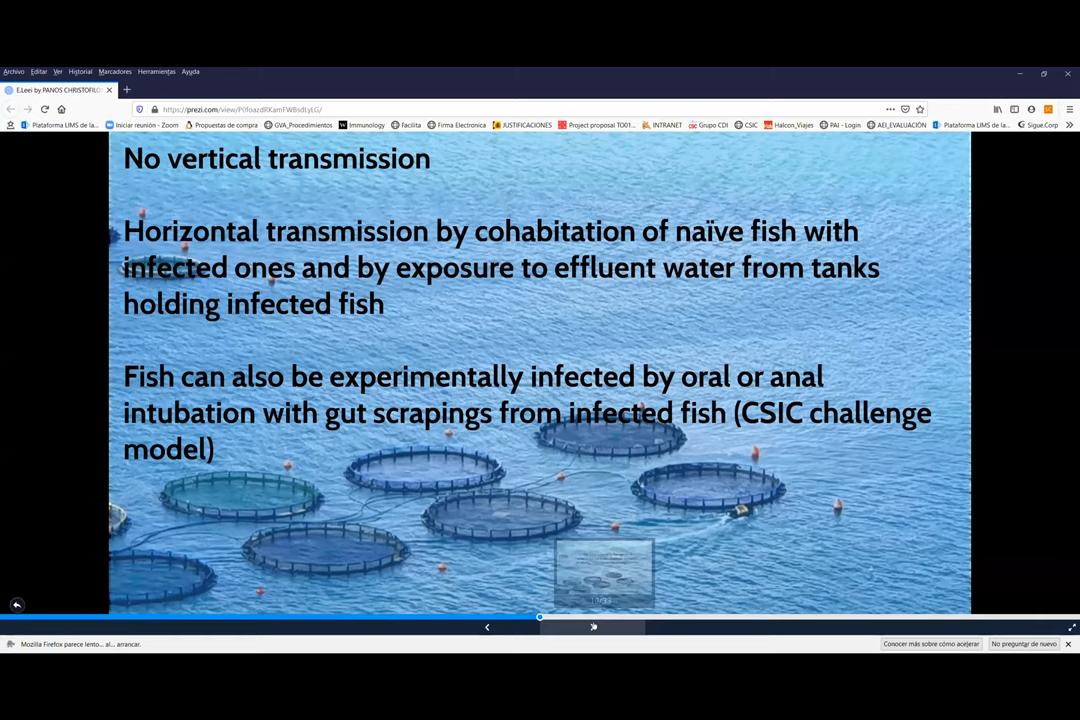 Archivo Editar Ver Historial Marcadores Herramientas Ayuda
E.Leei by PANOS CHRISTOFILO
https://prezi.com/view/
Plataforma LIMS de la... Iniciar reunión - Zoom Propuestas de compra GVA_Procedimientos Immunology Facilita Firma Electronica JUSTIFICACIONES Project proposal TO01... INTRANET Grupo CDI CSIC Halcon_Viajes PAI - Login AEI_EVALUACIÓN Plataforma LIMS de la... Sigue.Corp
No vertical transmission
Horizontal transmission by cohabitation of naïve fish with
infected ones and by exposure to effluent water from tanks
holding infected fish
Fish can also be experimentally infected by oral or anal
intubation with gut scrapings from infected fish (CSIC challenge
model)
Mozilla Firefox parece lento... al... arrancar.
Conocer más sobre cómo acelerar
No preguntar de nuevo